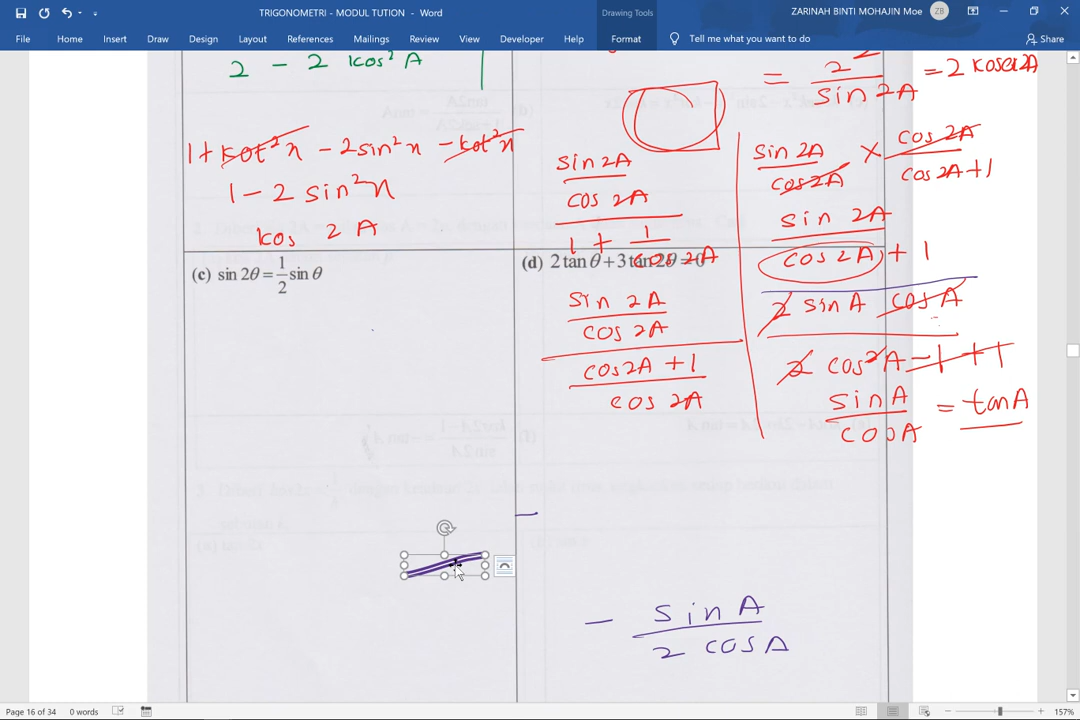 TRIGONOMETRI - MODUL TUTION - Word
Drawing Tools
ZARINAH BINTI MOHAJIN Moe
ZB
File Home Insert Draw Design Layout References Mailings Review View Developer Help Format Tell me what you want to do Share
2 - 2 kos² A
= 2² / sin 2A = 2 kosec 2A
1 + kot² x - 2 sin² x - kot² x
1 - 2 sin² x
kos 2 A
sin 2A
cos 2A
1 + 1 / cos 2A
sin 2A
cos 2A
cos 2A + 1
cos 2A
sin 2A / cos 2A × cos 2A / cos 2A + 1
sin 2A
cos 2A + 1
2 sin A cos A
2 cos² A - 1 + 1
sin A / cos A = tan A
(c) sin 2θ = 1/2 sin θ
(d) 2 tan θ + 3 tan 2θ = 0
-
- sin A / 2 cos A
Page 16 of 34 0 words
157%